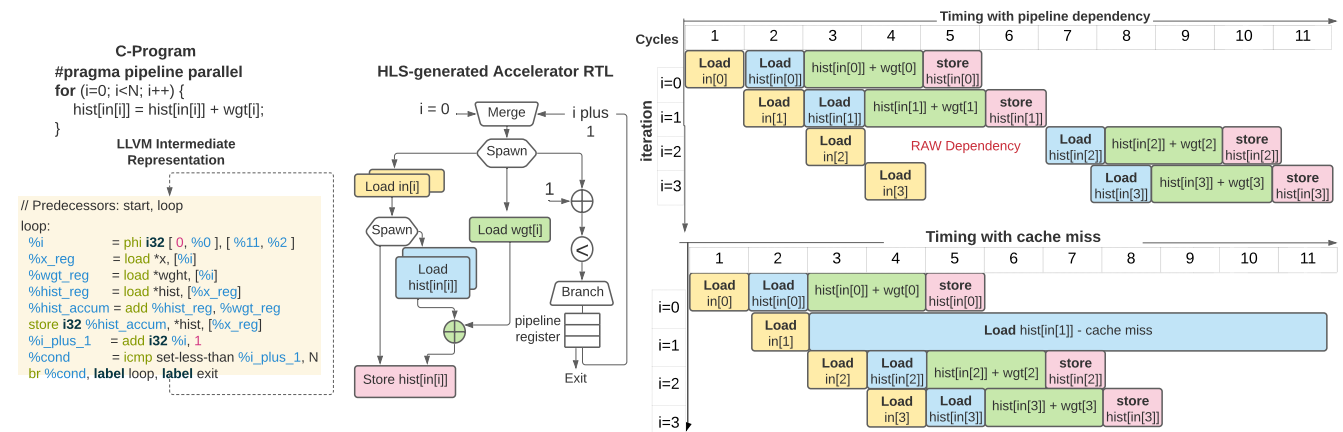 C-Program
#pragma pipeline parallel
for (i=0; i<N; i++) {
hist[in[i]] = hist[in[i]] + wgt[i];
}
LLVM Intermediate
Representation
// Predecessors: start, loop
loop:
%i = phi i32 [ 0, %0 ], [ %11, %2 ]
%x_reg = load *x, [%i]
%wgt_reg = load *wght, [%i]
%hist_reg = load *hist, [%x_reg]
%hist_accum = add %hist_reg, %wgt_reg
store i32 %hist_accum, *hist, [%x_reg]
%i_plus_1 = add i32 %i, 1
%cond = icmp set-less-than %i_plus_1, N
br %cond, label loop, label exit
HLS-generated Accelerator RTL
i = 0
Merge
i plus
1
Spawn
Load in[i]
1
Spawn
Load wgt[i]
<
Load
hist[in[i]]
Branch
pipeline
register
Store hist[in[i]]
Exit
Timing with pipeline dependency
Cycles 1 2 3 4 5 6 7 8 9 10 11
iteration
i=0
Load
in[0]
Load
hist[in[0]]
hist[in[0]] + wgt[0]
store
hist[in[0]]
i=1
Load
in[1]
Load
hist[in[1]]
hist[in[1]] + wgt[1]
store
hist[in[1]]
i=2
Load
in[2]
RAW Dependency
Load
hist[in[2]]
hist[in[2]] + wgt[2]
store
hist[in[2]]
i=3
Load
in[3]
Load
hist[in[3]]
hist[in[3]] + wgt[3]
store
hist[in[3]]
Timing with cache miss
1 2 3 4 5 6 7 8 9 10 11
i=0
Load
in[0]
Load
hist[in[0]]
hist[in[0]] + wgt[0]
store
hist[in[0]]
i=1
Load
in[1]
Load hist[in[1]] - cache miss
i=2
Load
in[2]
Load
hist[in[2]]
hist[in[2]] + wgt[2]
store
hist[in[2]]
i=3
Load
in[3]
Load
hist[in[3]]
hist[in[3]] + wgt[3]
store
hist[in[3]]